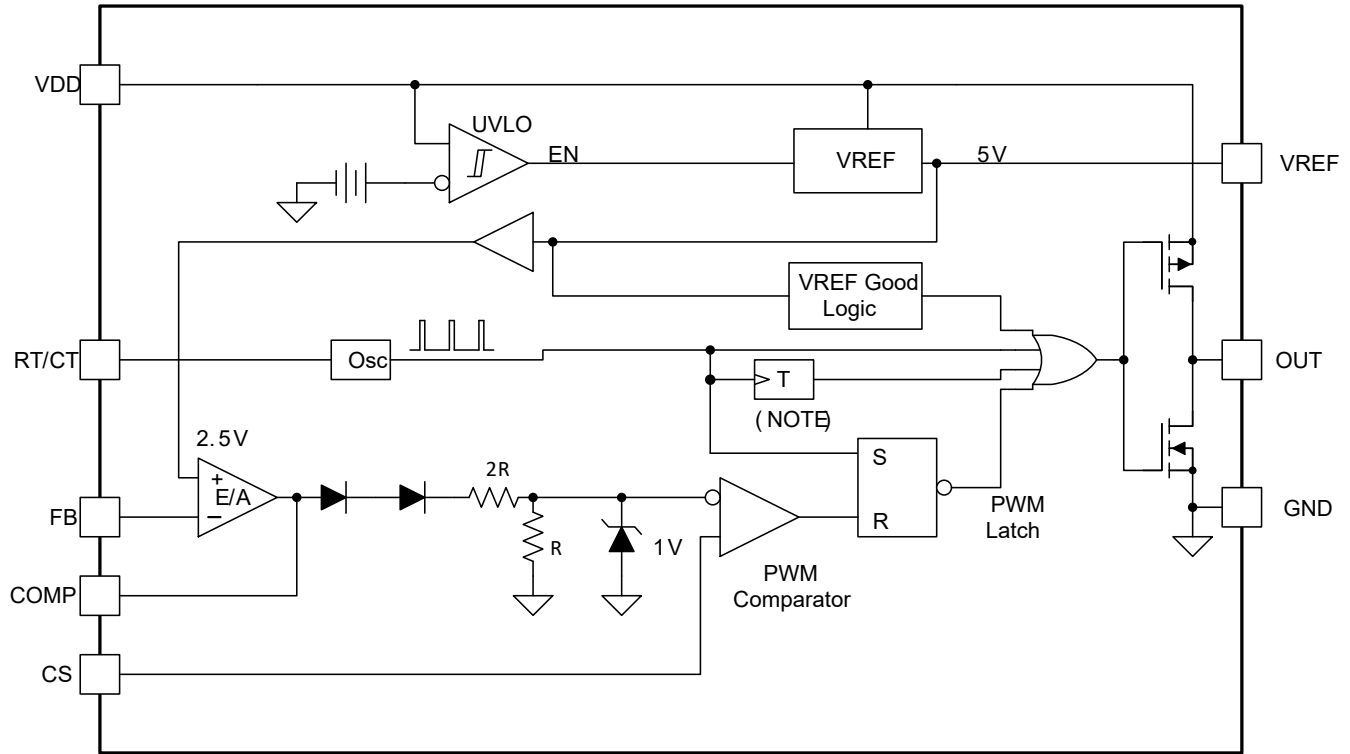 VDD
UVLO
EN
VREF
5V
VREF
VREF Good
Logic
RT/CT
Osc
T
(NOTE)
OUT
2.5V
+
E/A
−
FB
2R
R
1V
S
R
PWM
Latch
GND
COMP
PWM
Comparator
CS